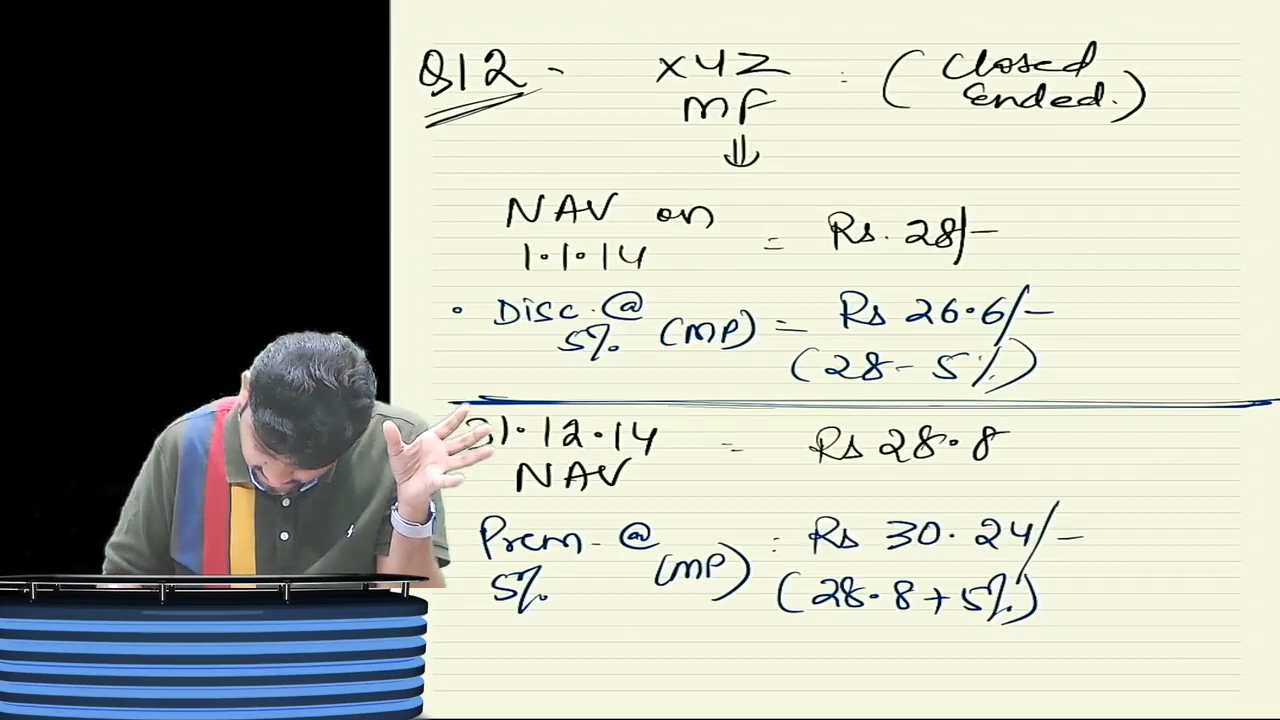 Q12 - XYZ : (Closed
MF Ended.)
⇓
NAV on
1.1.14 = Rs. 28/-
• Disc. @
5% (MP) = Rs 26.6/-
(28 - 5%)
31.12.14 = Rs 28.8
NAV
Prem. @
5% (MP) : Rs 30.24/-
(28.8 + 5%)